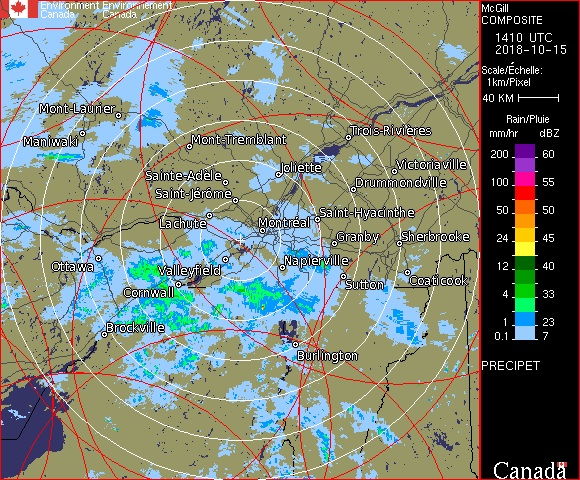 Environment Environnement
Canada Canada
McGill
COMPOSITE
1410 UTC
2018-10-15
Scale/Échelle:
1km/Pixel
40 KM
Rain/Pluie
mm/hr dBZ
200 60
100 55
50 50
24 45
12 40
4 33
1 23
0.1 7
PRECIPET
Canada
Mont-Laurier
Maniwaki
Mont-Tremblant
Trois-Rivières
Joliette
Victoriaville
Sainte-Adèle
Drummondville
Saint-Jérôme
Lachute
Saint-Hyacinthe
Montréal
Granby
Sherbrooke
Ottawa
Valleyfield
Napierville
Sutton
Coaticook
Cornwall
Brockville
Burlington